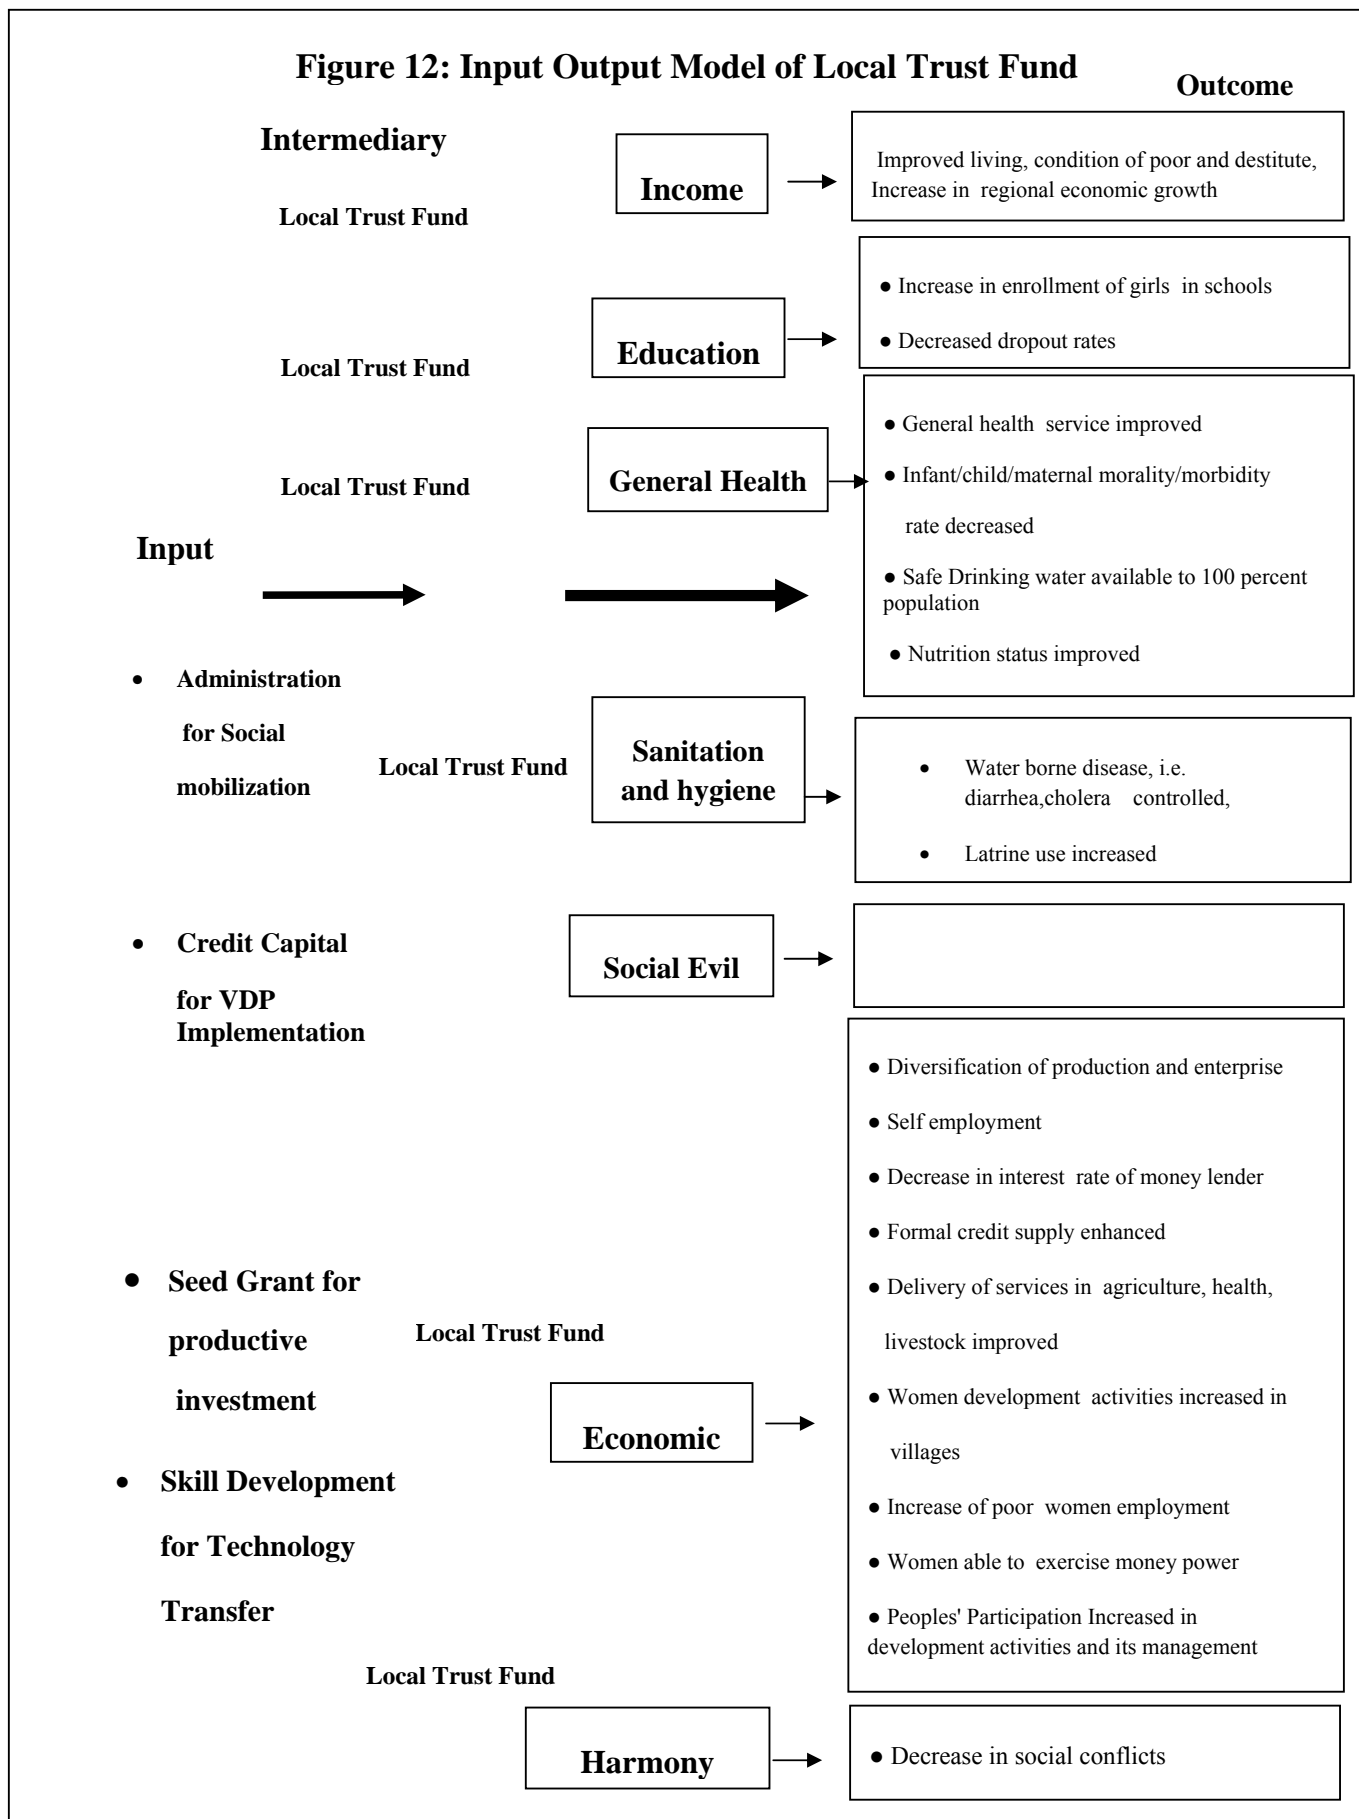 Figure 12: Input Output Model of Local Trust Fund
Outcome
Intermediary
Local Trust Fund
Income
Improved living, condition of poor and destitute,
Increase in regional economic growth
Local Trust Fund
Education
● Increase in enrollment of girls in schools
● Decreased dropout rates
Local Trust Fund
General Health
● General health service improved
● Infant/child/maternal morality/morbidity
rate decreased
● Safe Drinking water available to 100 percent
population
● Nutrition status improved
Input
• Administration
for Social
mobilization
Local Trust Fund
Sanitation
and hygiene
• Water borne disease, i.e.
diarrhea,cholera controlled,
• Latrine use increased
• Credit Capital
for VDP
Implementation
Social Evil
• Seed Grant for
productive
investment
Local Trust Fund
Economic
● Diversification of production and enterprise
● Self employment
● Decrease in interest rate of money lender
● Formal credit supply enhanced
● Delivery of services in agriculture, health,
livestock improved
● Women development activities increased in
villages
● Increase of poor women employment
● Women able to exercise money power
● Peoples' Participation Increased in
development activities and its management
• Skill Development
for Technology
Transfer
Local Trust Fund
Harmony
● Decrease in social conflicts